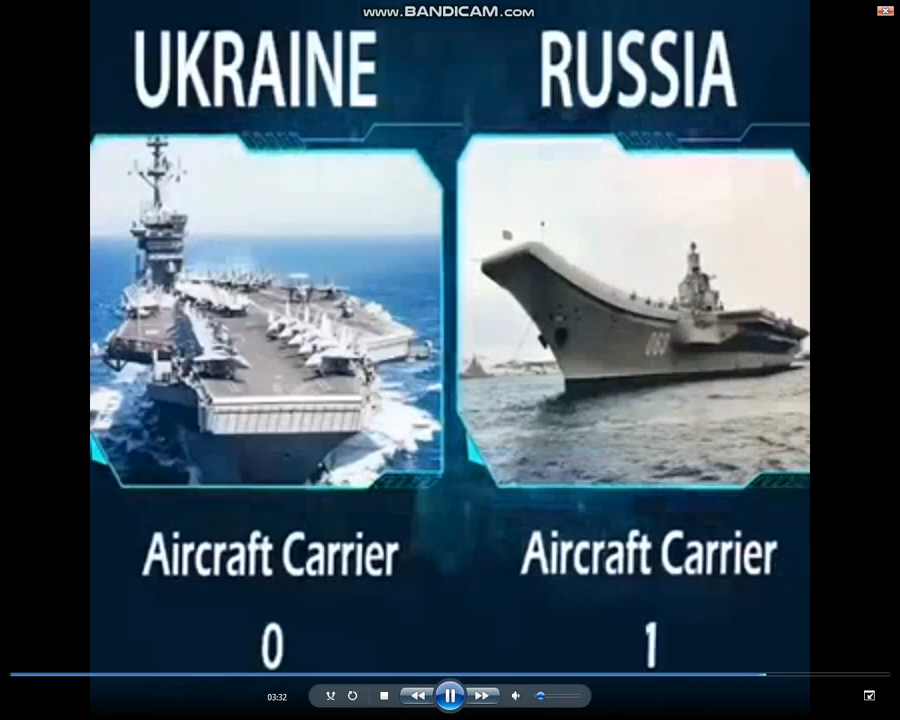 WWW.BANDICAM.COM
UKRAINE
RUSSIA
Aircraft Carrier
Aircraft Carrier
0
1
03:32